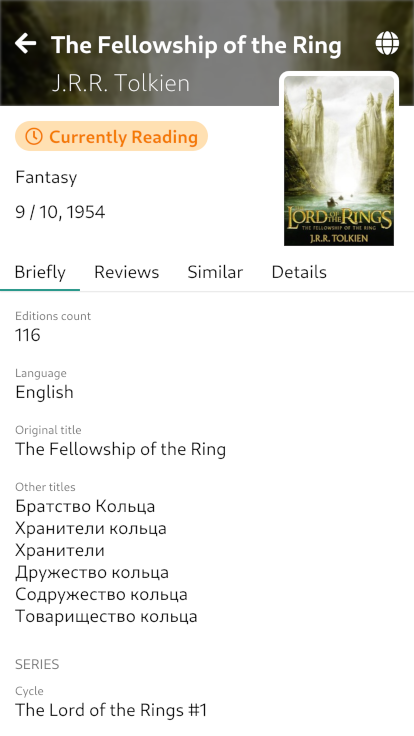 The Fellowship of the Ring
J.R.R. Tolkien
Currently Reading
Fantasy
9 / 10, 1954
THE LORD OF THE RINGS
THE FELLOWSHIP OF THE RING
J.R.R. TOLKIEN
Briefly Reviews Similar Details
Editions count
116
Language
English
Original title
The Fellowship of the Ring
Other titles
Братство Кольца
Хранители кольца
Хранители
Дружество кольца
Содружество кольца
Товарищество кольца
SERIES
Cycle
The Lord of the Rings #1